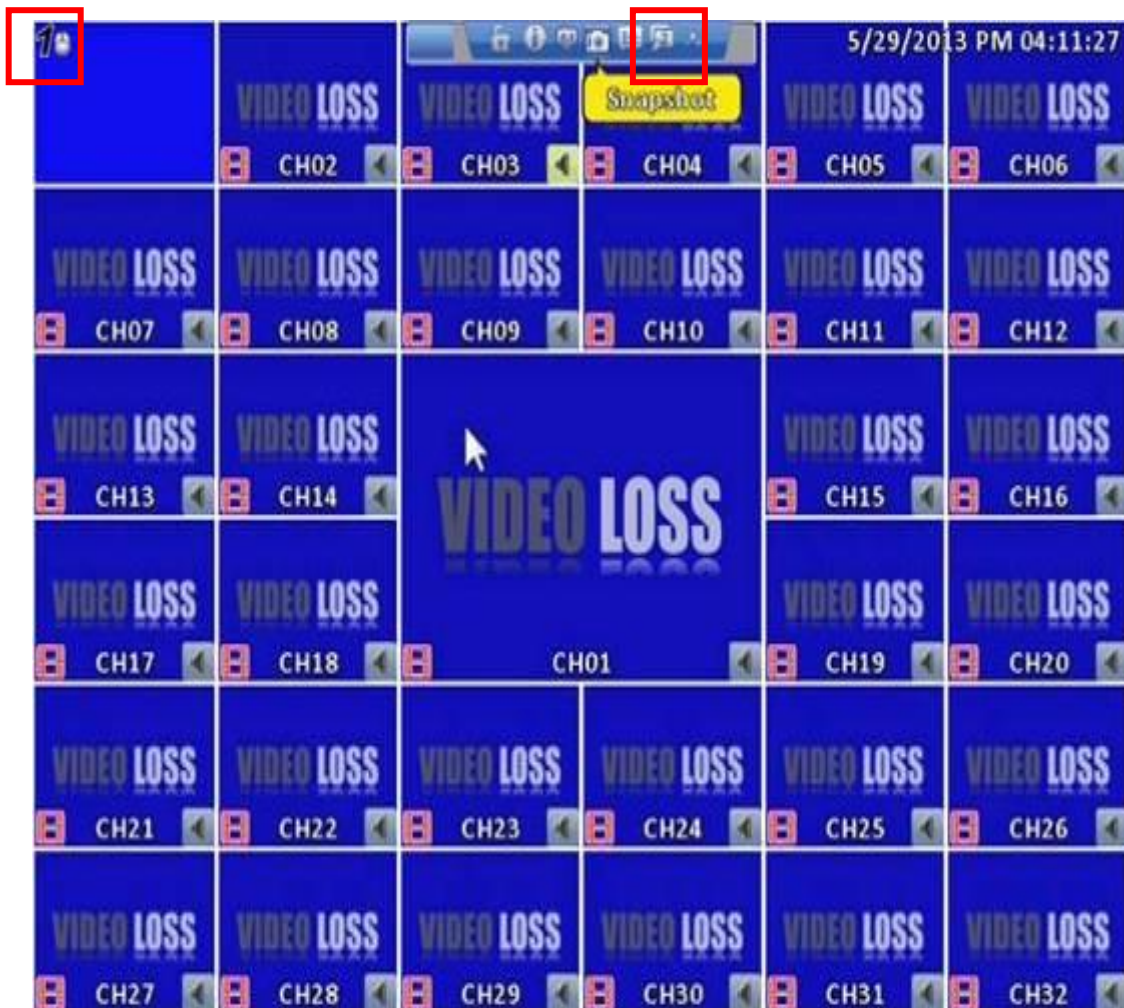 1
5/29/2013 PM 04:11:27
Snapshot
VIDEO LOSS VIDEO LOSS VIDEO LOSS VIDEO LOSS
CH02 CH03 CH04 CH05 CH06
VIDEO LOSS VIDEO LOSS VIDEO LOSS VIDEO LOSS VIDEO LOSS VIDEO LOSS
CH07 CH08 CH09 CH10 CH11 CH12
VIDEO LOSS VIDEO LOSS VIDEO LOSS VIDEO LOSS
CH13 CH14 CH15 CH16
VIDEO LOSS
VIDEO LOSS VIDEO LOSS VIDEO LOSS VIDEO LOSS
CH17 CH18 CH01 CH19 CH20
VIDEO LOSS VIDEO LOSS VIDEO LOSS VIDEO LOSS VIDEO LOSS VIDEO LOSS
CH21 CH22 CH23 CH24 CH25 CH26
VIDEO LOSS VIDEO LOSS VIDEO LOSS VIDEO LOSS VIDEO LOSS VIDEO LOSS
CH27 CH28 CH29 CH30 CH31 CH32